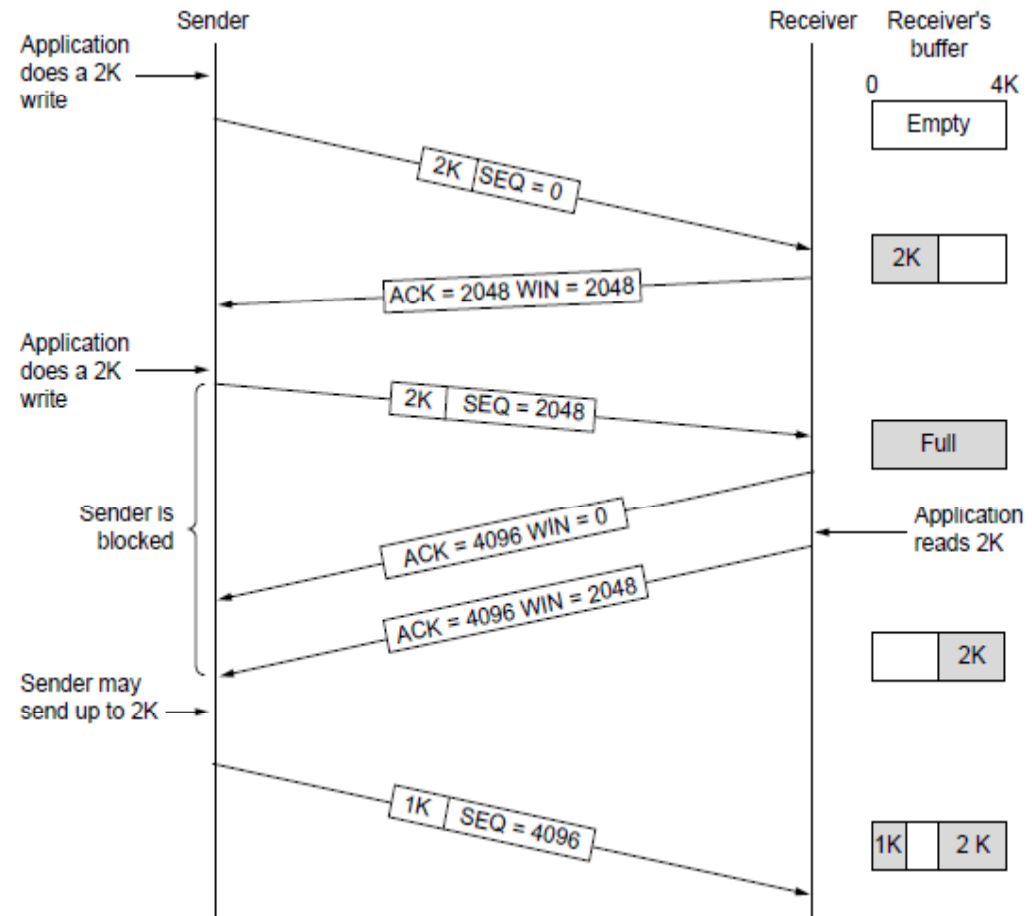 Sender
Receiver
Receiver's
buffer
Application
does a 2K
write
0 4K
Empty
2K SEQ = 0
2K
ACK = 2048 WIN = 2048
Application
does a 2K
write
2K SEQ = 2048
Full
Sender is
blocked
ACK = 4096 WIN = 0
Application
reads 2K
ACK = 4096 WIN = 2048
2K
Sender may
send up to 2K
1K SEQ = 4096
1K 2 K